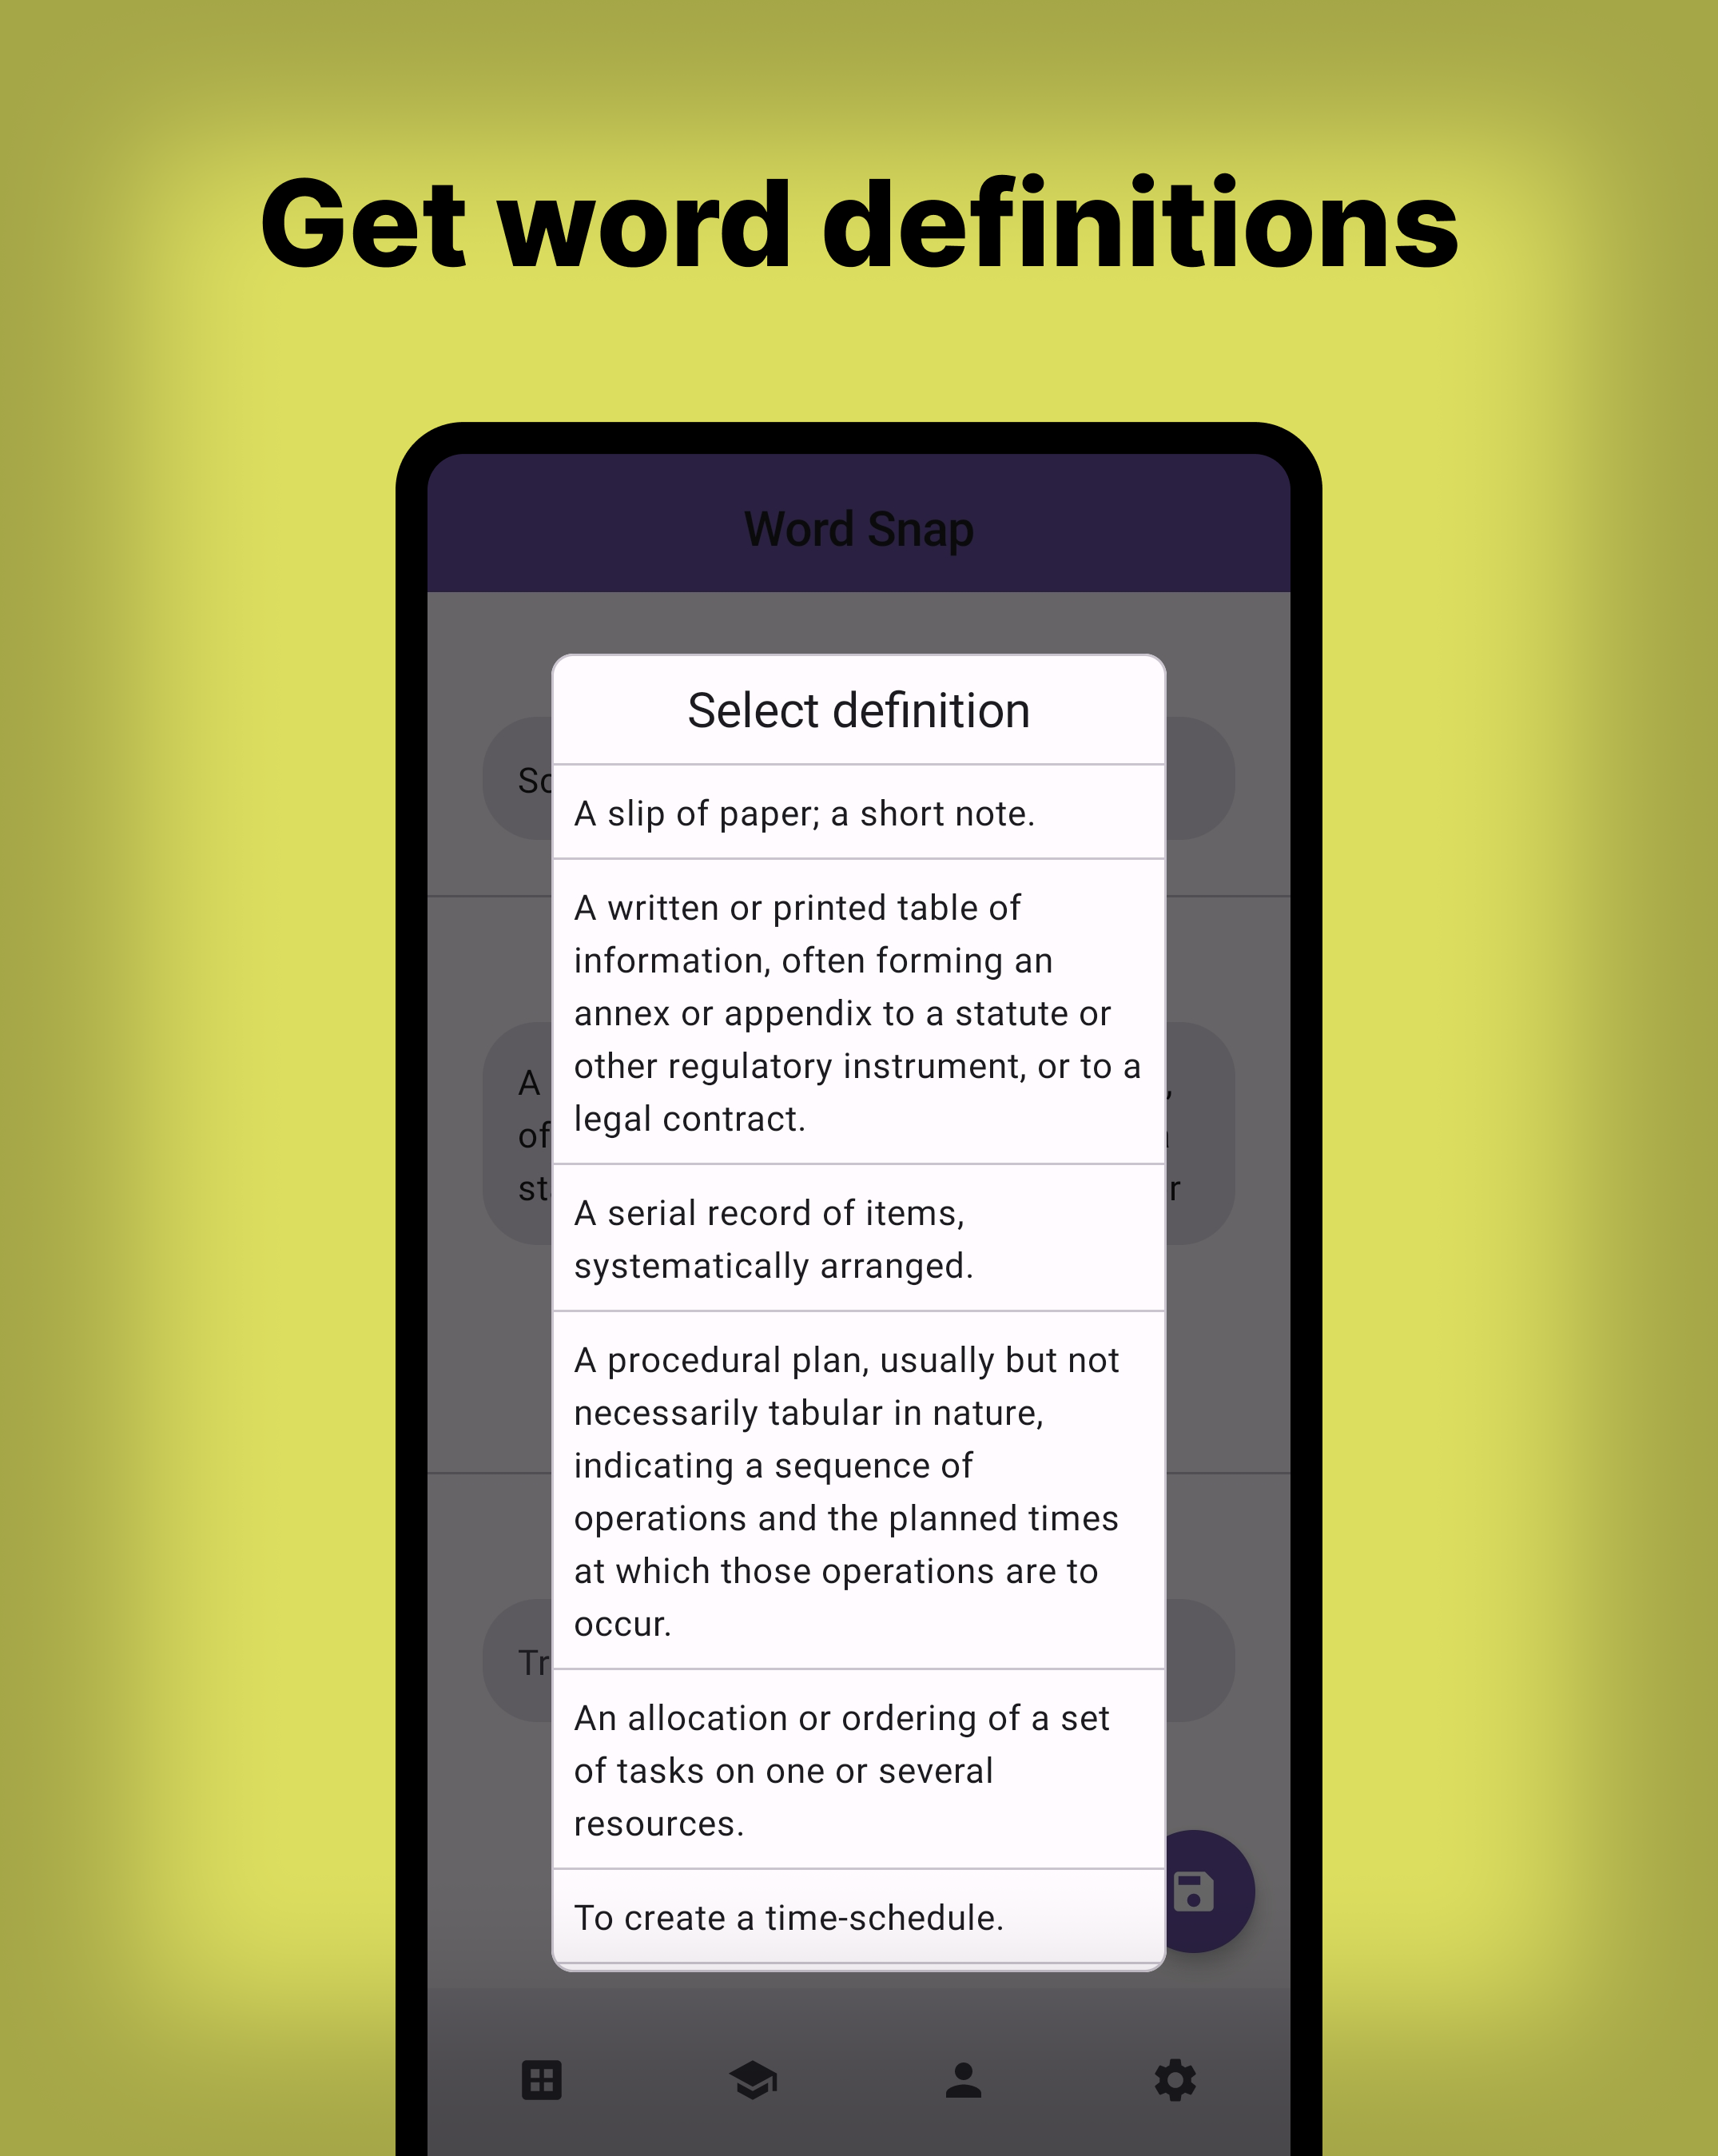 Get word definitions
Word Snap
Select definition
A slip of paper; a short note.
A written or printed table of
information, often forming an
annex or appendix to a statute or
other regulatory instrument, or to a
legal contract.
A serial record of items,
systematically arranged.
A procedural plan, usually but not
necessarily tabular in nature,
indicating a sequence of
operations and the planned times
at which those operations are to
occur.
An allocation or ordering of a set
of tasks on one or several
resources.
To create a time-schedule.